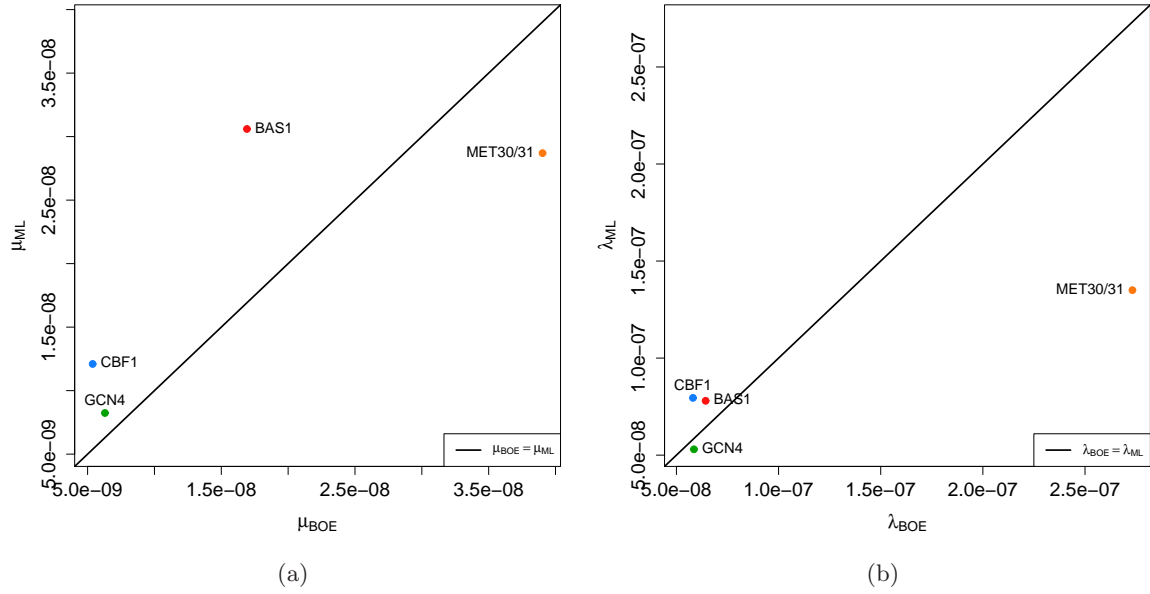 3.5e−08
2.5e−08
1.5e−08
5.0e−09
μML
BAS1
MET30/31
CBF1
GCN4
μBOE = μML
5.0e−09 1.5e−08 2.5e−08 3.5e−08
μBOE
(a)
2.5e−07
2.0e−07
1.5e−07
1.0e−07
5.0e−08
λML
MET30/31
CBF1
BAS1
GCN4
λBOE = λML
5.0e−08 1.0e−07 1.5e−07 2.0e−07 2.5e−07
λBOE
(b)